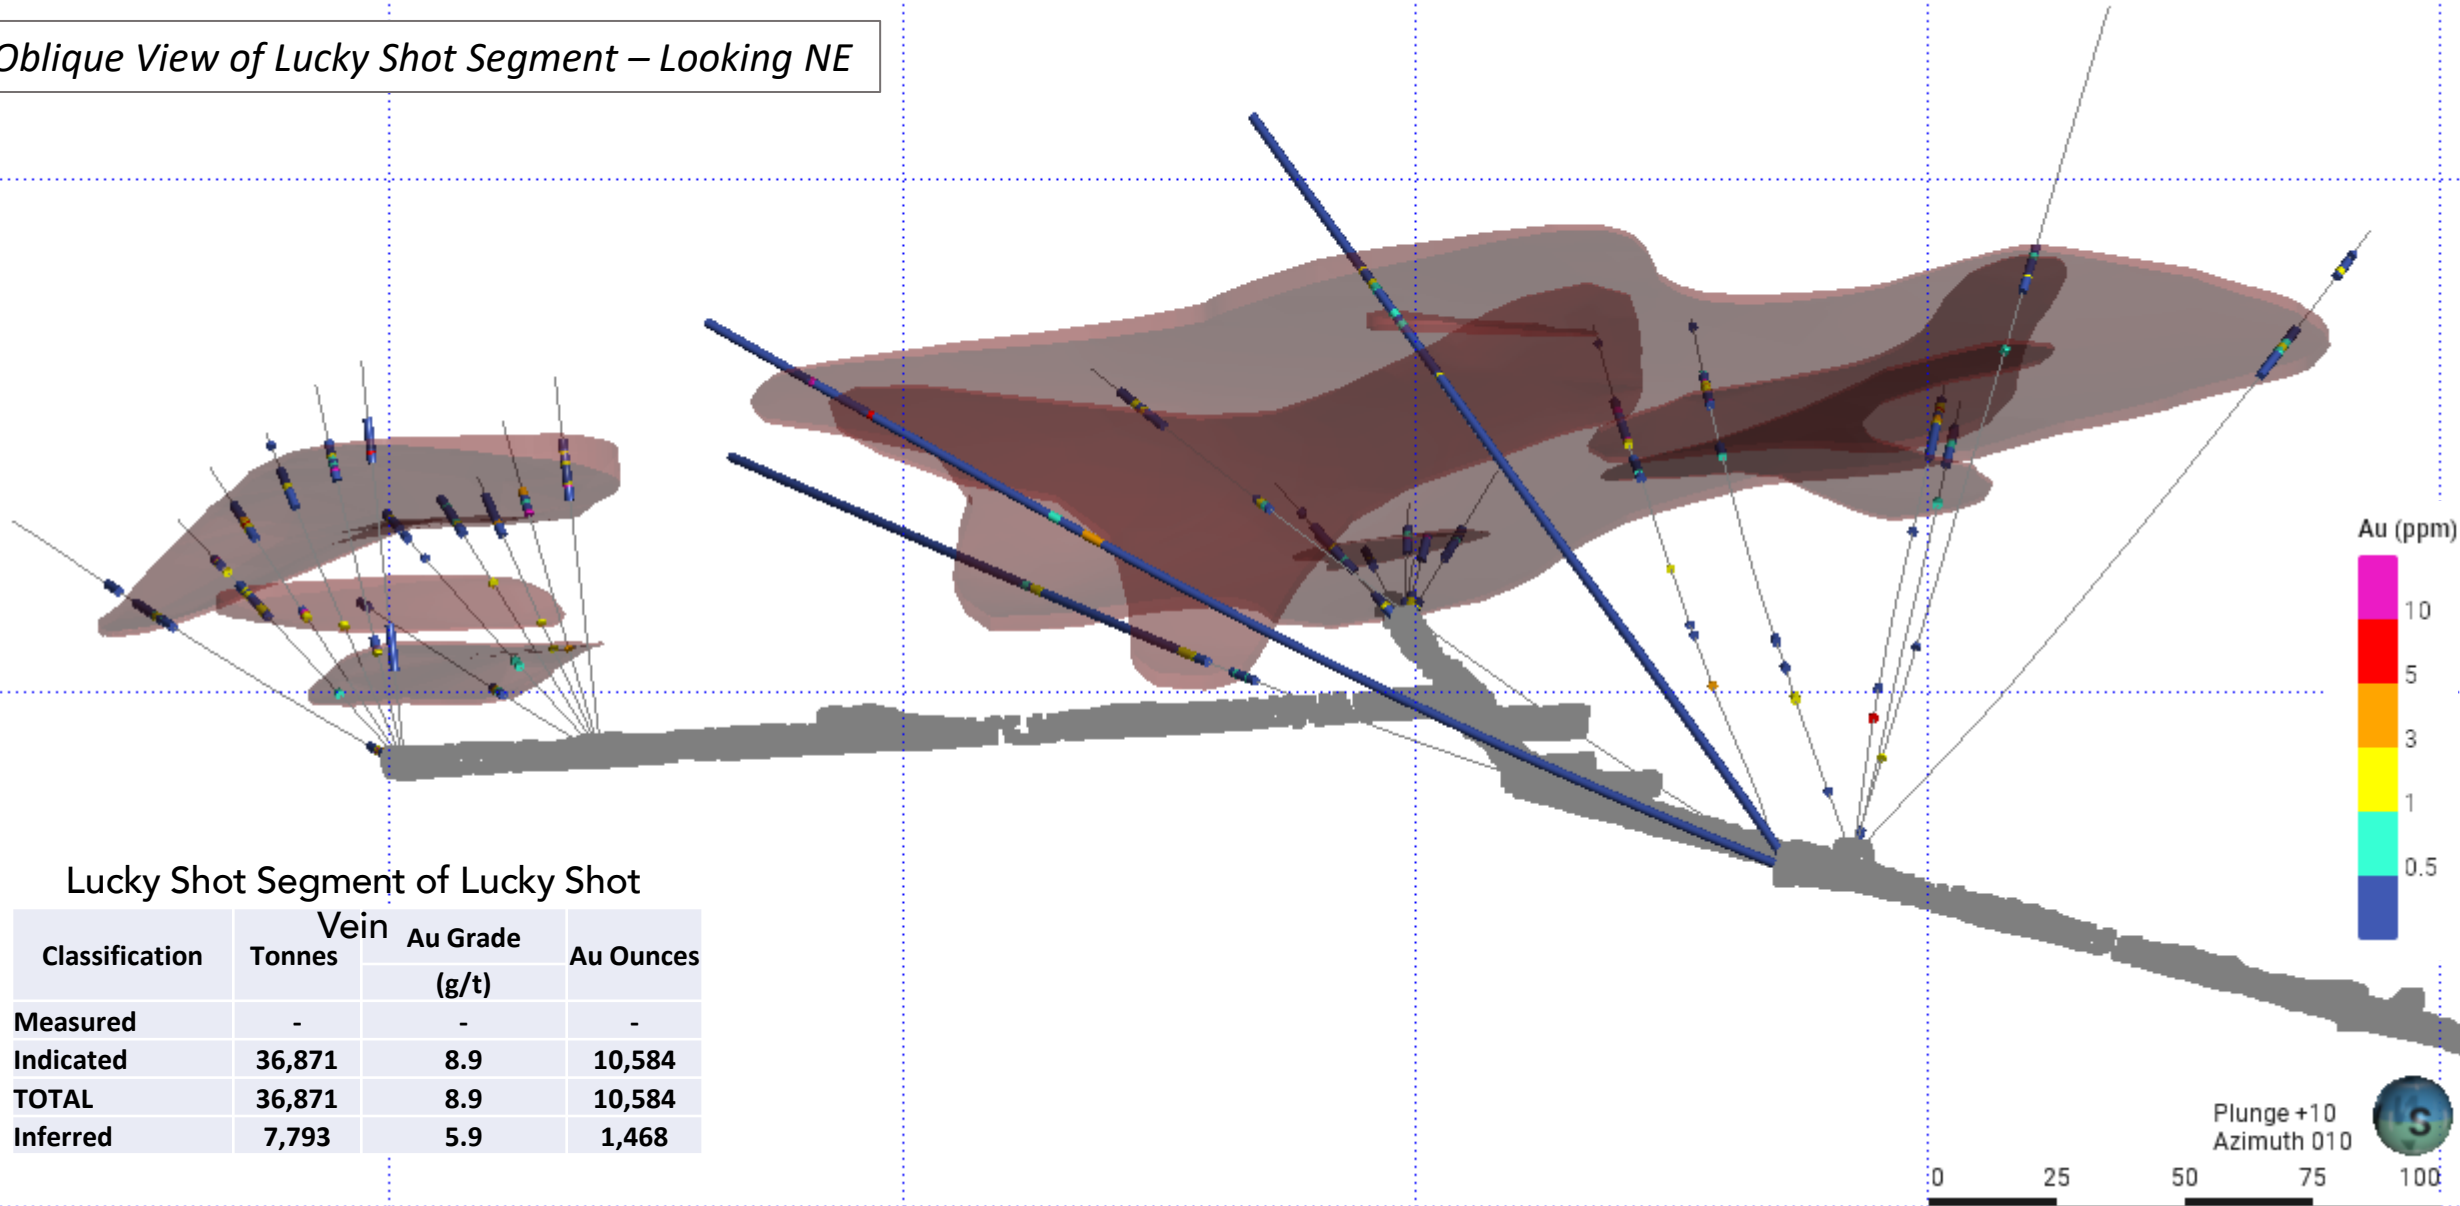 Oblique View of Lucky Shot Segment – Looking NE
Au (ppm)
10
5
3
1
0.5
Lucky Shot Segment of Lucky Shot
Vein
Classification Tonnes Au Grade Au Ounces
(g/t)
Measured - - -
Indicated 36,871 8.9 10,584
TOTAL 36,871 8.9 10,584
Inferred 7,793 5.9 1,468
Plunge +10
Azimuth 010
S
0 25 50 75 100